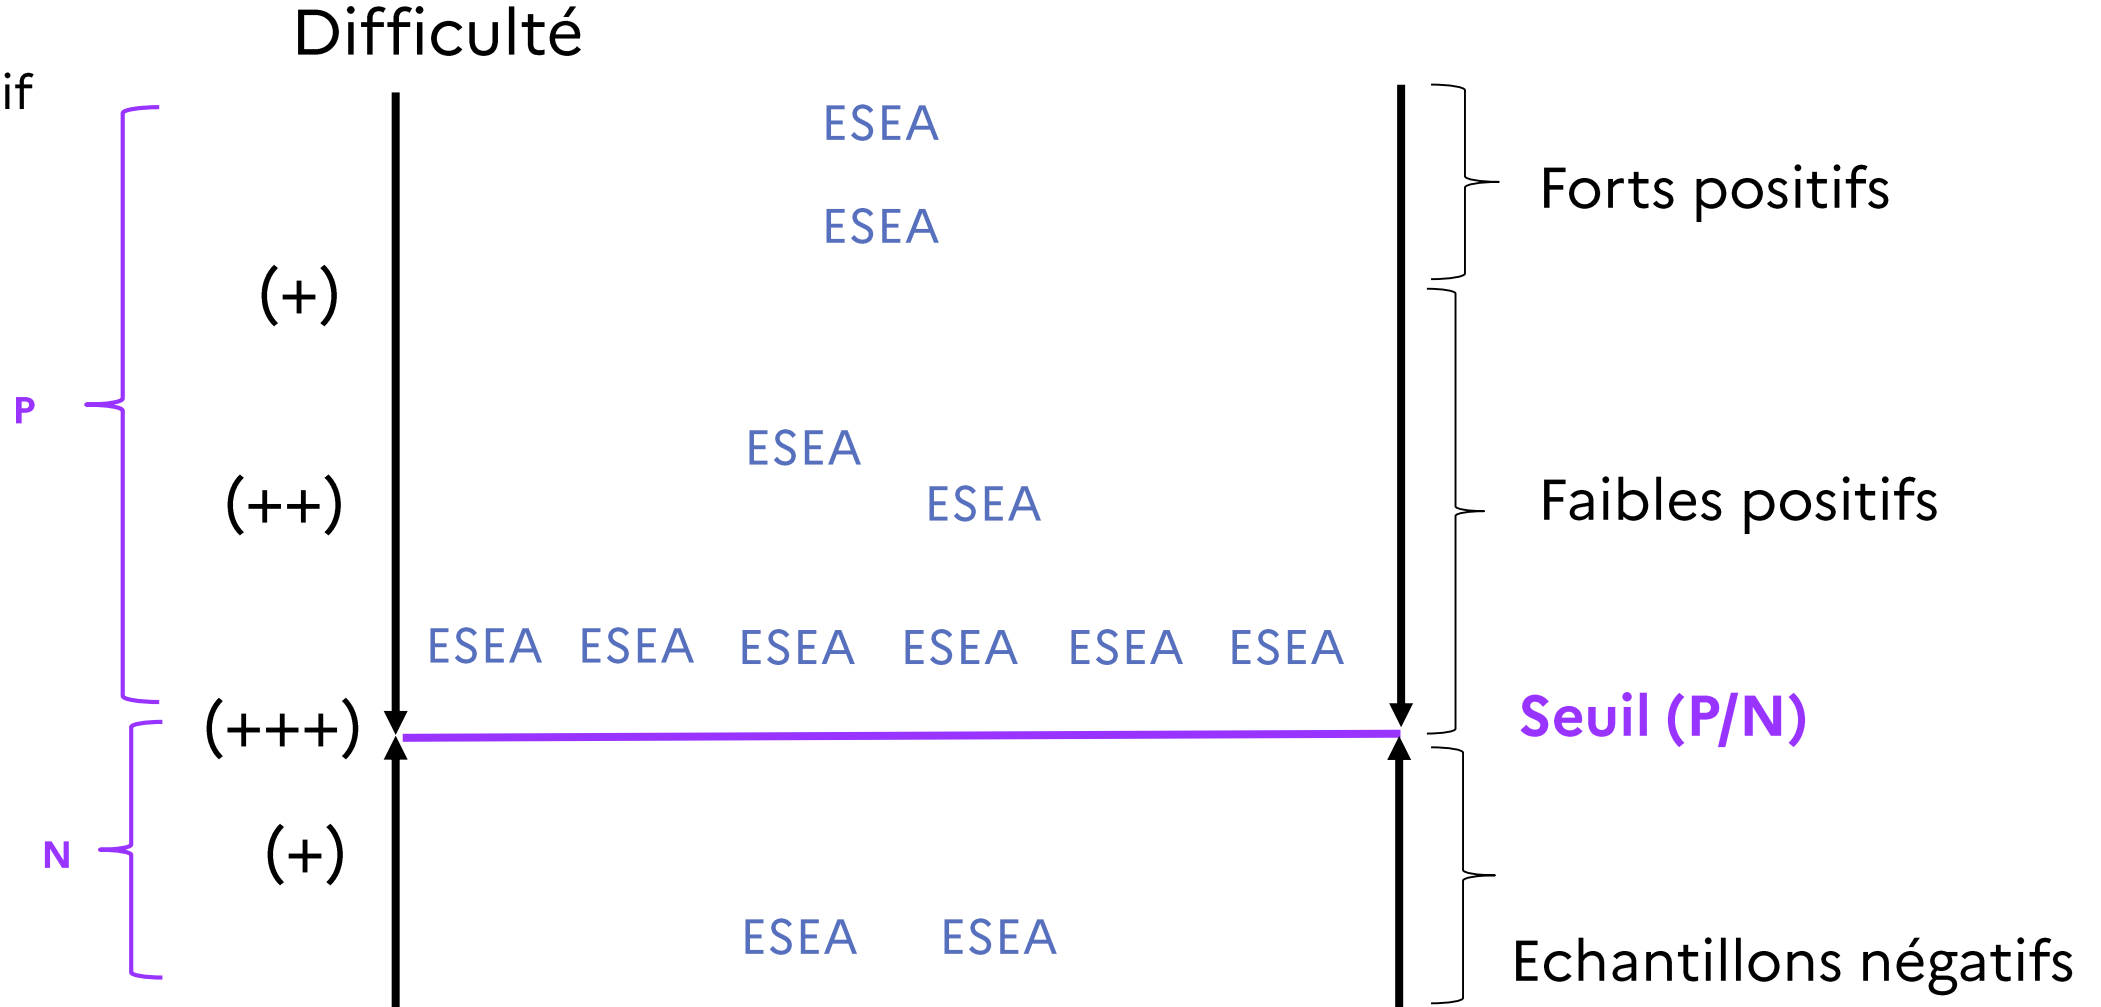 Difficulté
if
ESEA
Forts positifs
ESEA
(+)
P
ESEA
(++)
ESEA
Faibles positifs
ESEA ESEA ESEA ESEA ESEA ESEA
(+++)
Seuil (P/N)
N
(+)
ESEA ESEA
Echantillons négatifs